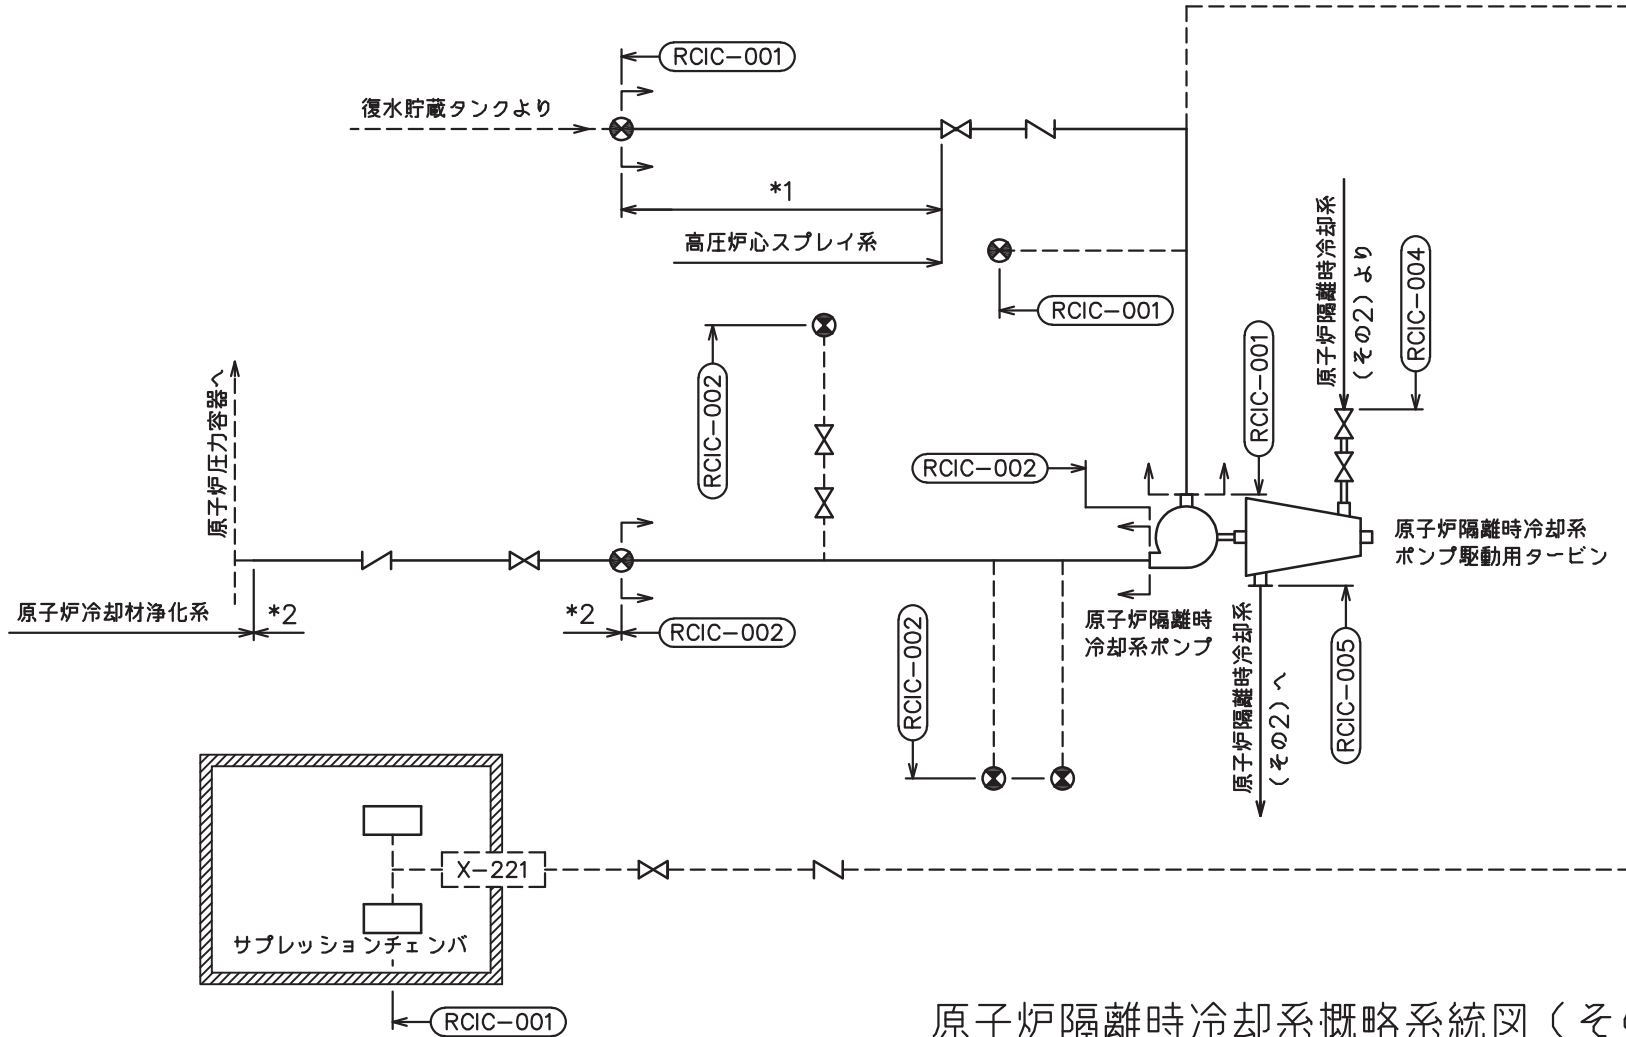 RCIC-001
復水貯蔵タンクより
*1
高圧炉心スプレイ系
RCIC-001
原子炉隔離時冷却系
(その2)より
RCIC-004
RCIC-001
RCIC-002
原子炉圧力容器へ
RCIC-002
原子炉隔離時冷却系
ポンプ駆動用タービン
原子炉冷却材浄化系
*2
*2
RCIC-002
RCIC-002
原子炉隔離時
冷却系ポンプ
原子炉隔離時冷却系
(その2)へ
RCIC-005
X-221
サプレッションチェンバ
RCIC-001
原子炉隔離時冷却系概略系統図(そ